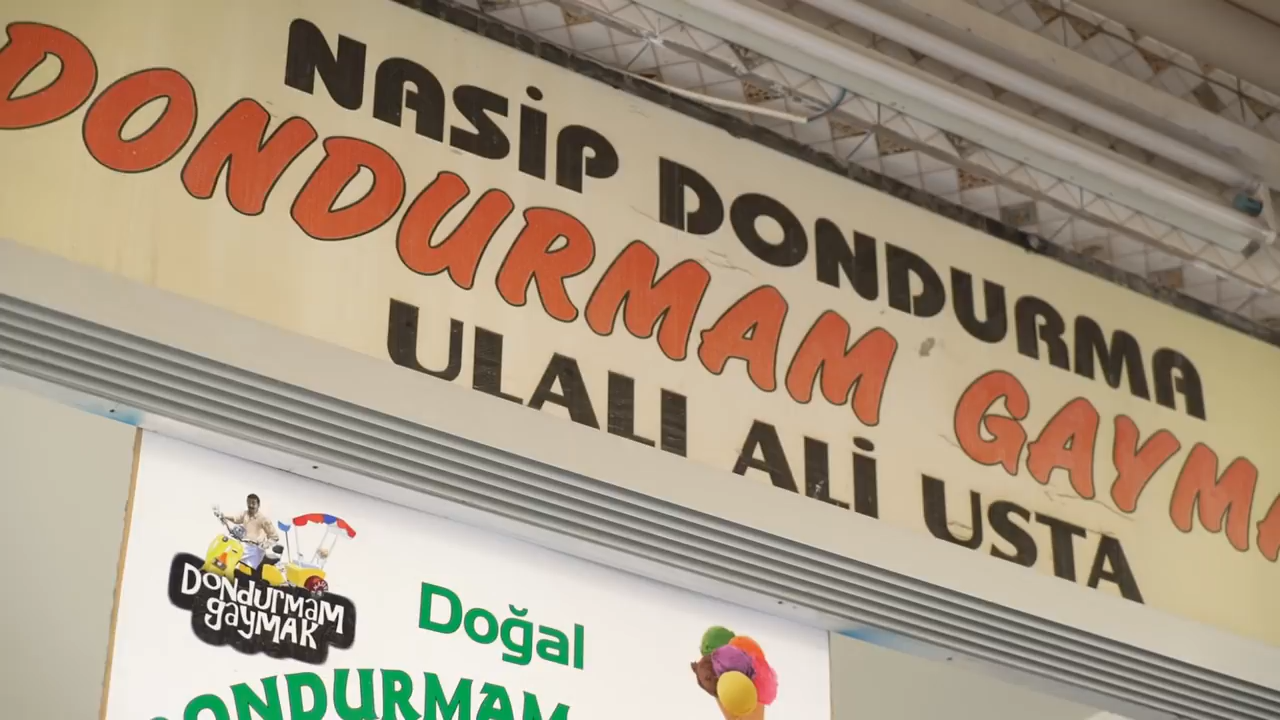 NASİP DONDURMA
DONDURMAM GAYMA
ULALI ALİ USTA
DONDURMAM
gayMAK
Doğal
DONDURMAM